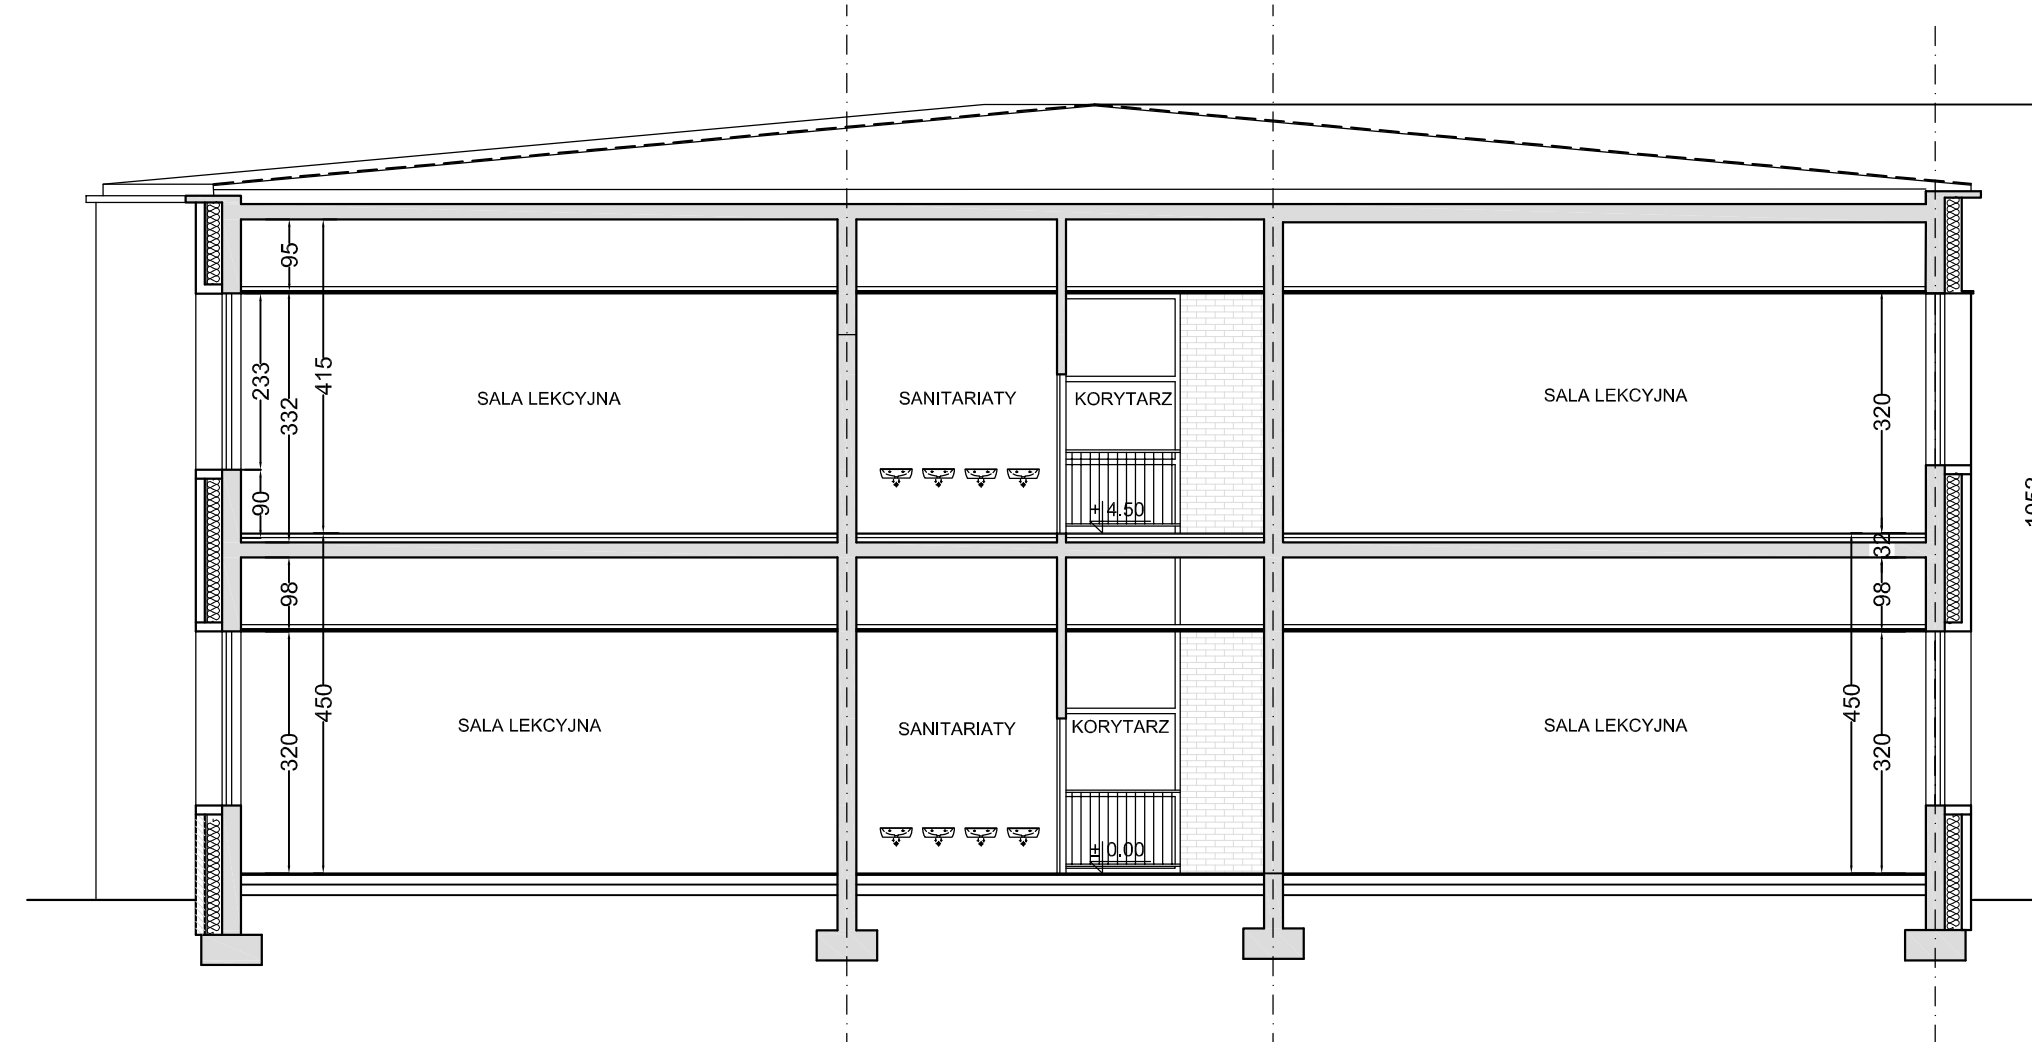 95
233
332
415
SALA LEKCYJNA
SANITARIATY
KORYTARZ
SALA LEKCYJNA
320
90
+ 4.50
32
98
98
450
320
SALA LEKCYJNA
SANITARIATY
KORYTARZ
SALA LEKCYJNA
450
320
± 0.00